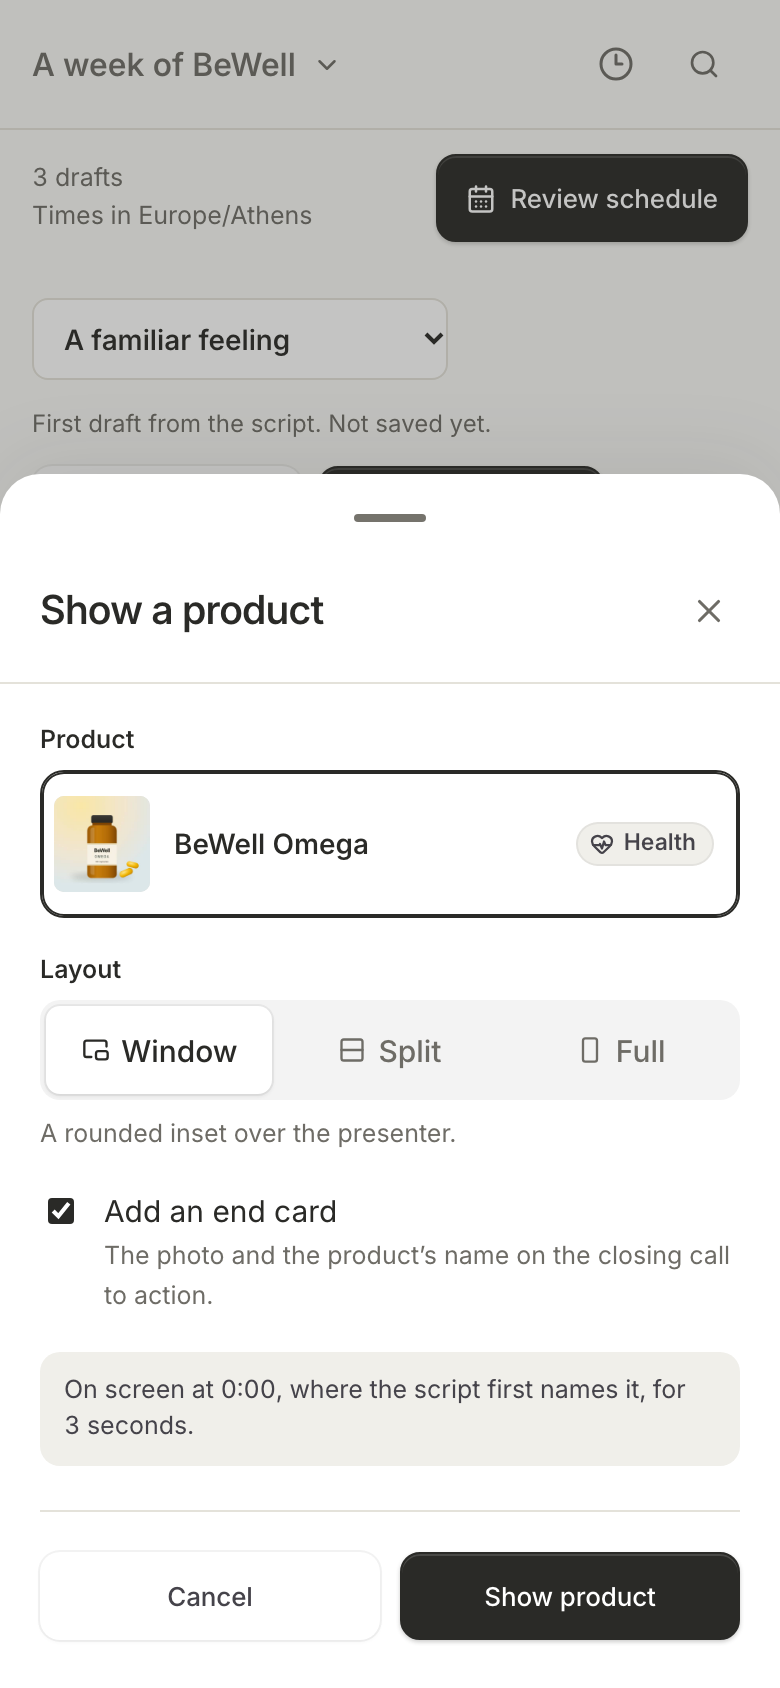 A week of BeWell
3 drafts
Times in Europe/Athens
Review schedule
A familiar feeling
First draft from the script. Not saved yet.
Show a product
Product
BeWell
OMEGA
BeWell Omega
Health
Layout
Window
Split
Full
A rounded inset over the presenter.
Add an end card
The photo and the product’s name on the closing call
to action.
On screen at 0:00, where the script first names it, for
3 seconds.
Cancel
Show product